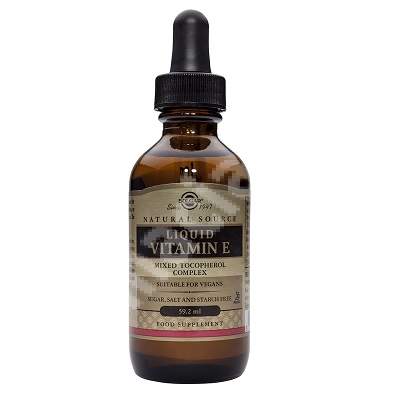 SOLGAR
Since 1947
NATURAL SOURCE
LIQUID
VITAMIN E
MIXED TOCOPHEROL
COMPLEX
SUITABLE FOR VEGANS
SUGAR, SALT AND STARCH FREE
59.2 ml
FOOD SUPPLEMENT